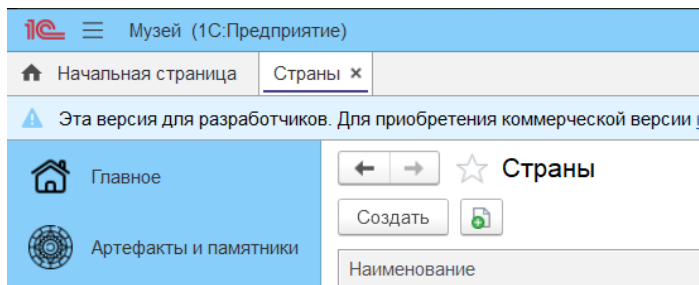 1С Музей (1С:Предприятие)
Начальная страница Страны ×
Эта версия для разработчиков. Для приобретения коммерческой версии
Главное
Страны
Создать
Артефакты и памятники
Наименование